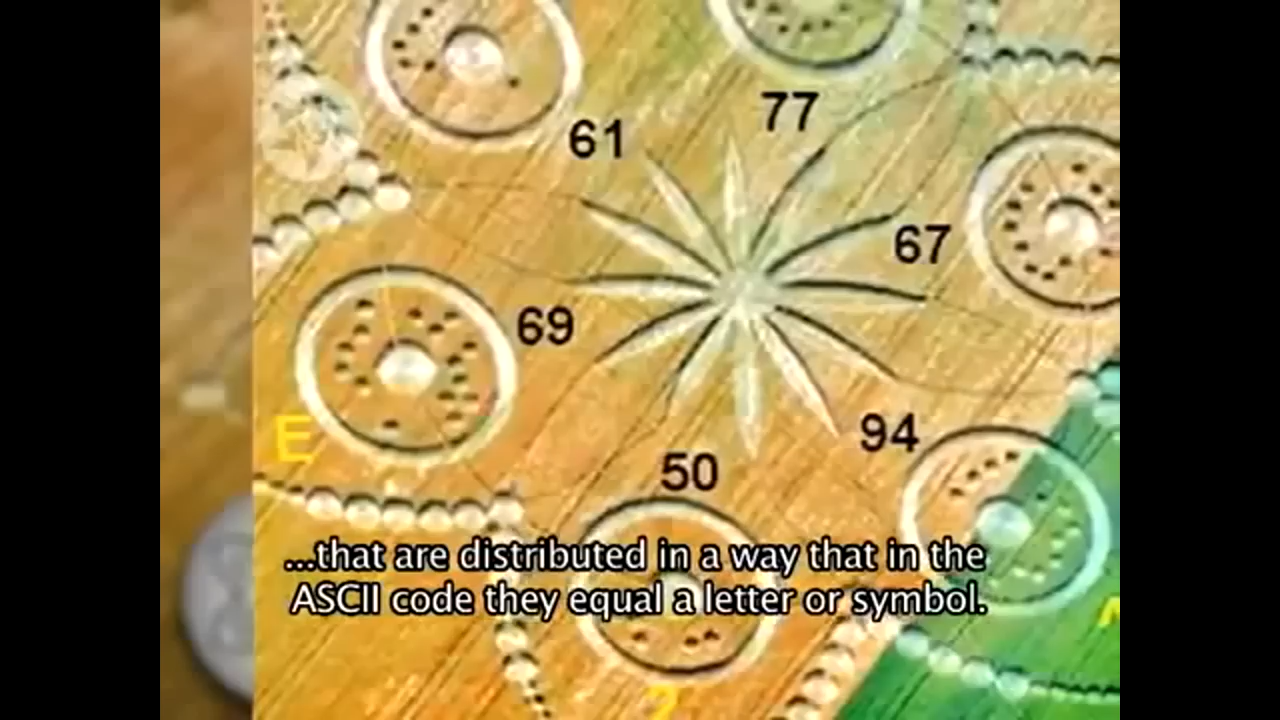 77
61
67
69
E
94
50
...that are distributed in a way that in the
ASCII code they equal a letter or symbol.
2